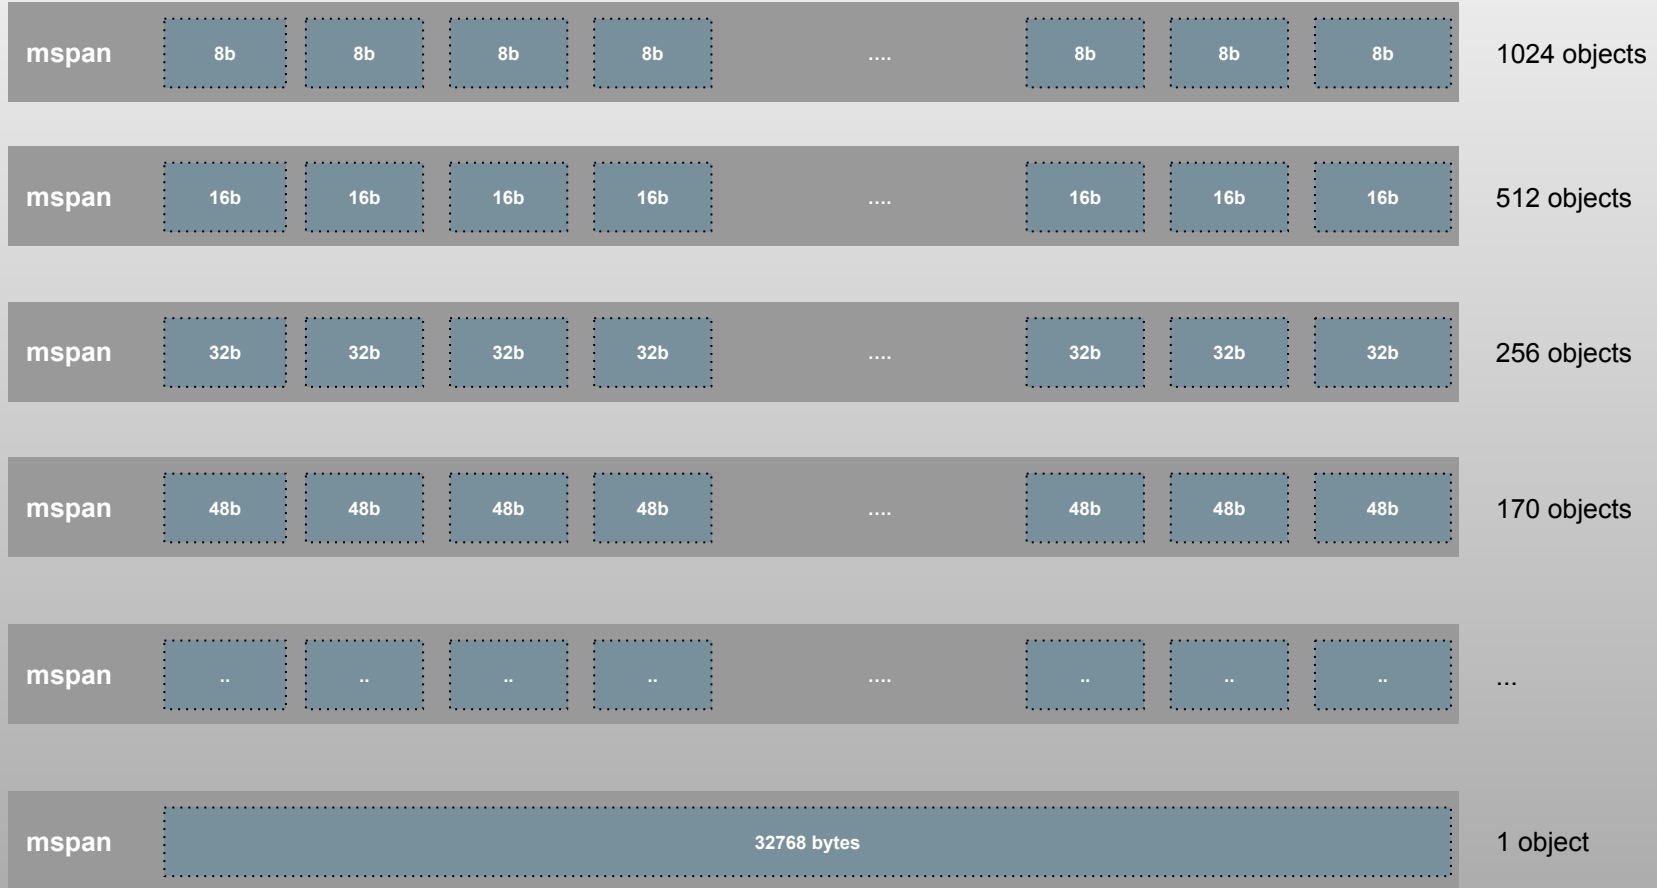 mspan 8b 8b 8b 8b .... 8b 8b 8b 1024 objects
mspan 16b 16b 16b 16b .... 16b 16b 16b 512 objects
mspan 32b 32b 32b 32b .... 32b 32b 32b 256 objects
mspan 48b 48b 48b 48b .... 48b 48b 48b 170 objects
mspan .. .. .. .. .... .. .. .. ...
mspan 32768 bytes 1 object